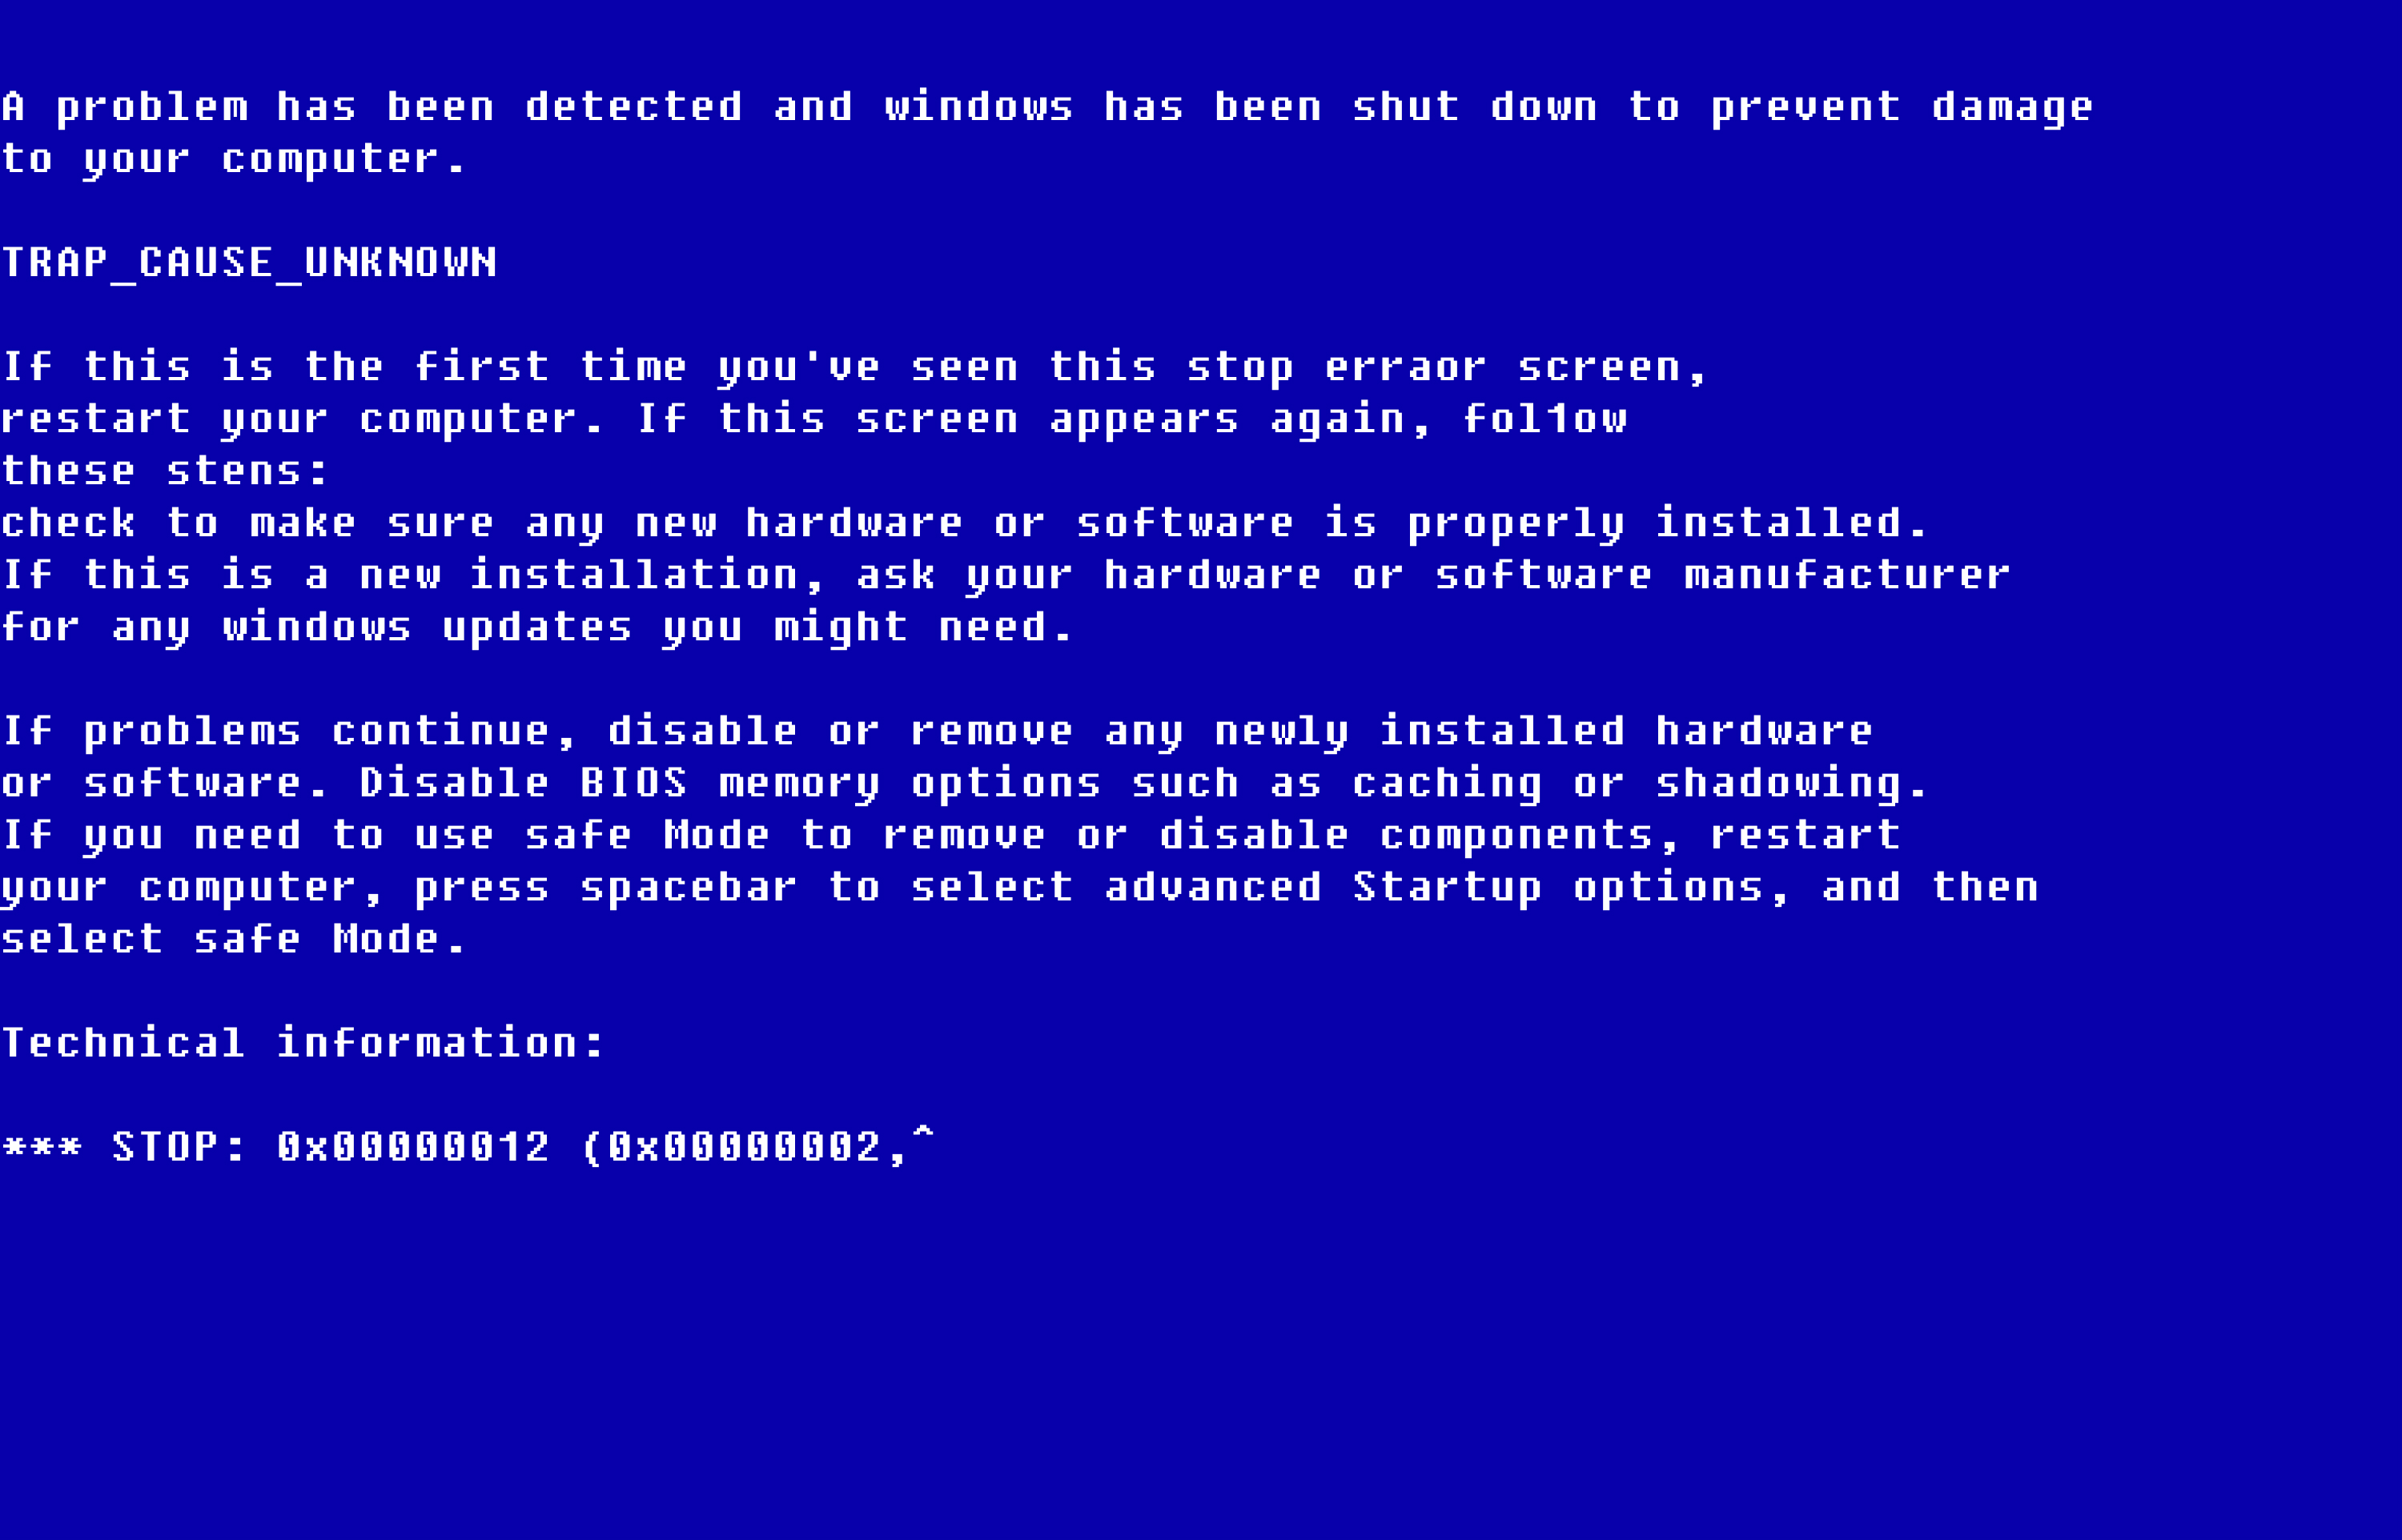 A problem has been detected and windows has been shut down to prevent damage
to your computer.
TRAP_CAUSE_UNKNOWN
If this is the first time you've seen this stop erraor screen,
restart your computer. If this screen appears again, fol1ow
these stens:
check to make sure any new hardware or software is properly installed.
If this is a new installation, ask your hardware or software manufacturer
for any windows updates you might need.
If problems continue, disable or remove any newly installed hardware
or software. Disable BIOS memory options such as caching or shadowing.
If you need to use safe Mode to remove or disable components, restart
your computer, press spacebar to select advanced Startup options, and then
select safe Mode.
Technical information:
*** STOP: 0x00000012 (0x00000002,^